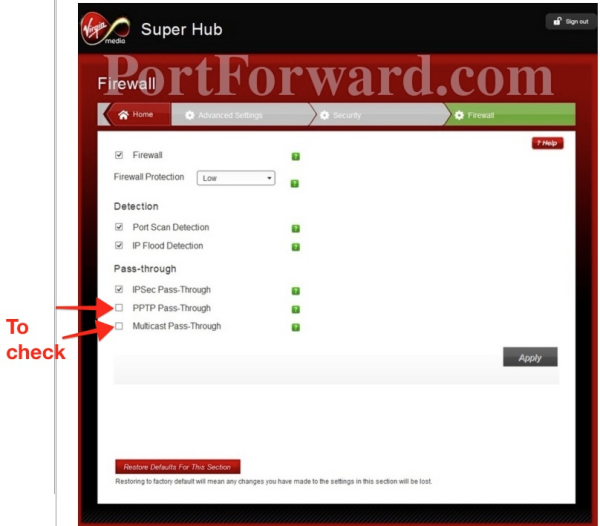 Virgin
media
Super Hub
Sign out
PortForward.com
Firewall
Home
Advanced Settings
Security
Firewall
? Help
Firewall
?
Firewall Protection
Low
?
Detection
Port Scan Detection
?
IP Flood Detection
?
Pass-through
IPSec Pass-Through
?
PPTP Pass-Through
?
Multicast Pass-Through
?
To
check
Apply
Restore Defaults For This Section
Restoring to factory default will mean any changes you have made to the settings in this section will be lost.